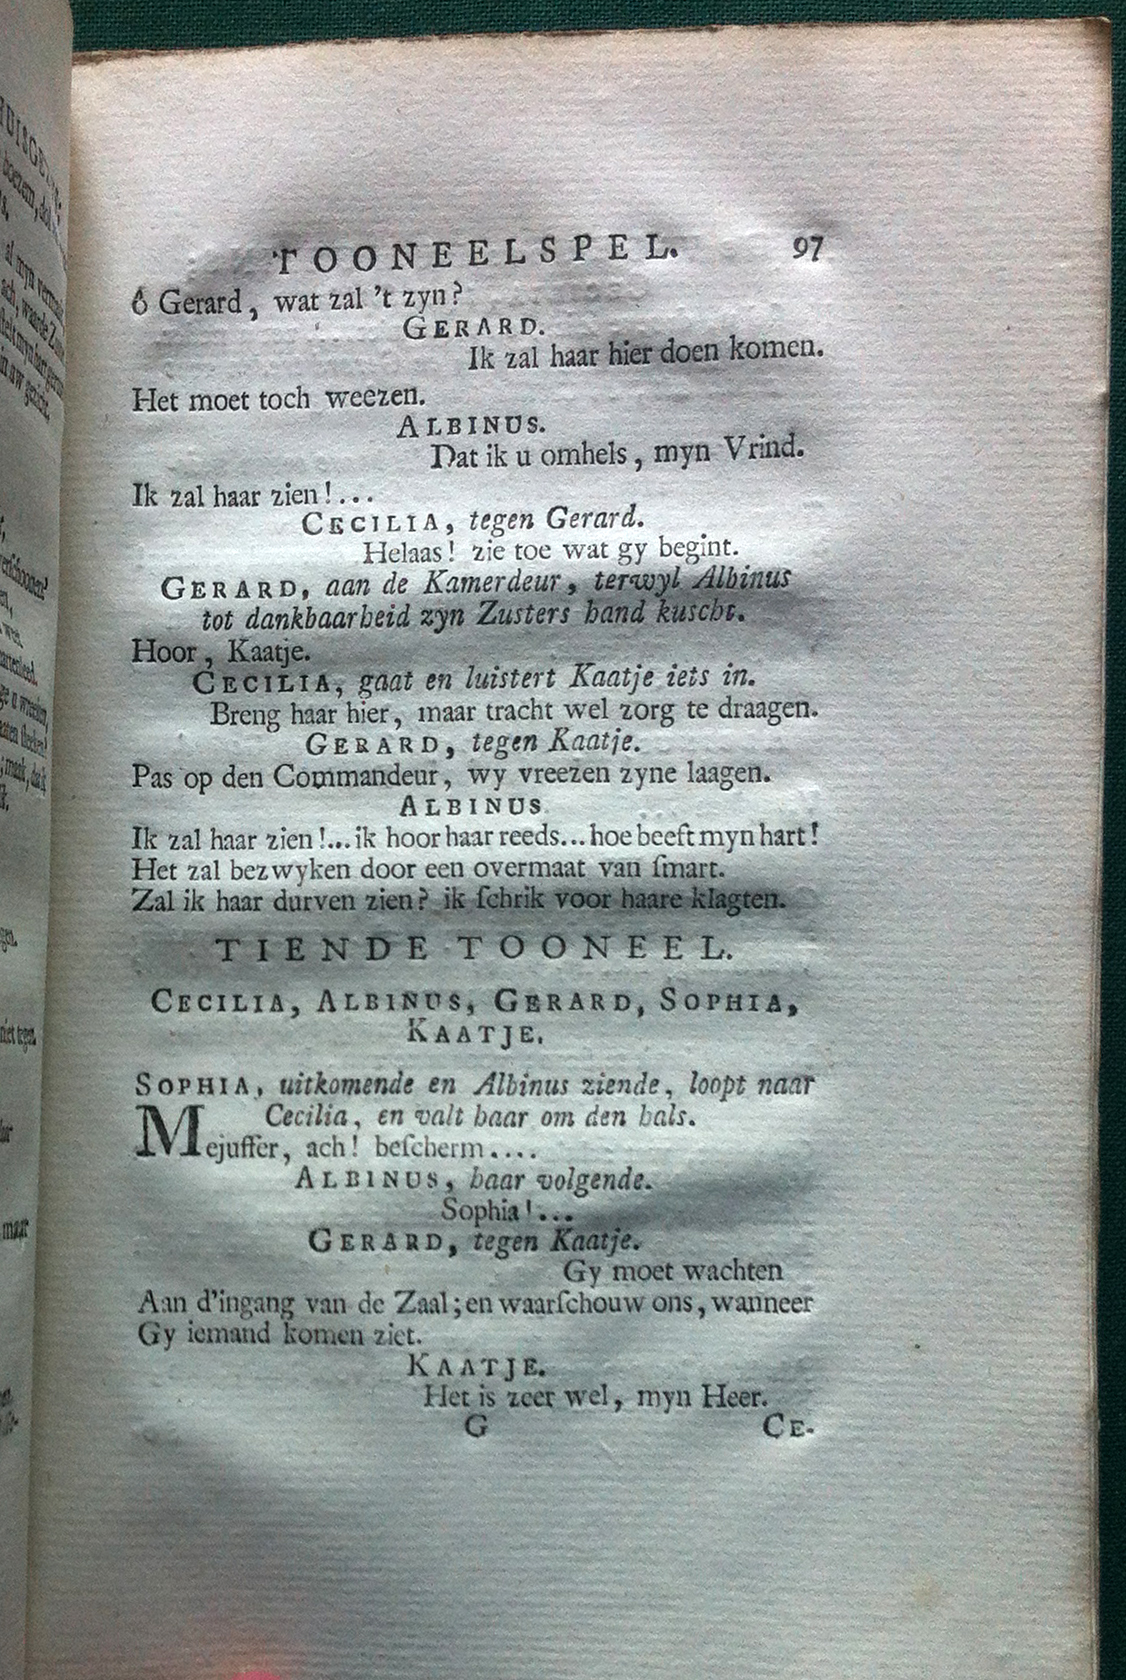 TOONEELSPEL. 97
ô Gerard, wat zal 't zyn?
GERARD.
Ik zal haar hier doen komen.
Het moet toch weezen.
ALBINUS.
Dat ik u omhels, myn Vrind.
Ik zal haar zien!...
CECILIA, tegen Gerard.
Helaas! zie toe wat gy begint.
GERARD, aan de Kamerdeur, terwyl Albinus
tot dankbaarheid zyn Zusters hand kuscht.
Hoor, Kaatje.
CECILIA, gaat en luistert Kaatje iets in.
Breng haar hier, maar tracht wel zorg te draagen.
GERARD, tegen Kaatje.
Pas op den Commandeur, wy vreezen zyne laagen.
ALBINUS.
Ik zal haar zien!...ik hoor haar reeds...hoe beeft myn hart!
Het zal bezwyken door een overmaat van ſmart.
Zal ik haar durven zien? ik ſchrik voor haare klagten.
TIENDE TOONEEL.
CECILIA, ALBINUS, GERARD, SOPHIA,
KAATJE.
SOPHIA, uitkomende en Albinus ziende, loopt naar
Cecilia, en valt haar om den hals.
Mejuffer, ach! beſcherm....
ALBINUS, haar volgende.
Sophia!...
GERARD, tegen Kaatje.
Gy moet wachten
Aan d'ingang van de Zaal; en waarſchouw ons, wanneer
Gy iemand komen ziet.
KAATJE.
Het is zeer wel, myn Heer.
G CE-